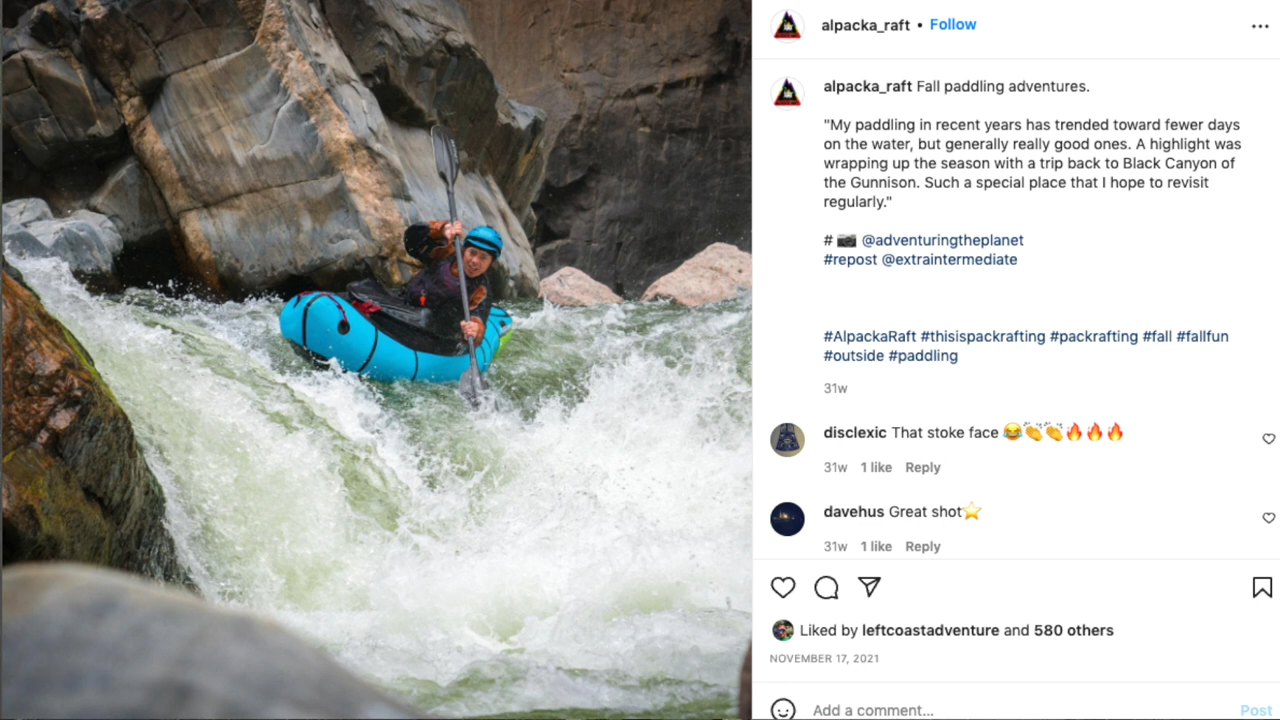 alpacka_raft • Follow
alpacka_raft Fall paddling adventures.
"My paddling in recent years has trended toward fewer days
on the water, but generally really good ones. A highlight was
wrapping up the season with a trip back to Black Canyon of
the Gunnison. Such a special place that I hope to revisit
regularly."
# 📷 @adventuringtheplanet
#repost @extraintermediate
#AlpackaRaft #thisispackrafting #packrafting #fall #fallfun
#outside #paddling
31w
disclexic That stoke face 😂👏👏🔥🔥🔥
31w 1 like Reply
davehus Great shot⭐
31w 1 like Reply
Liked by leftcoastadventure and 580 others
NOVEMBER 17, 2021
Add a comment... Post